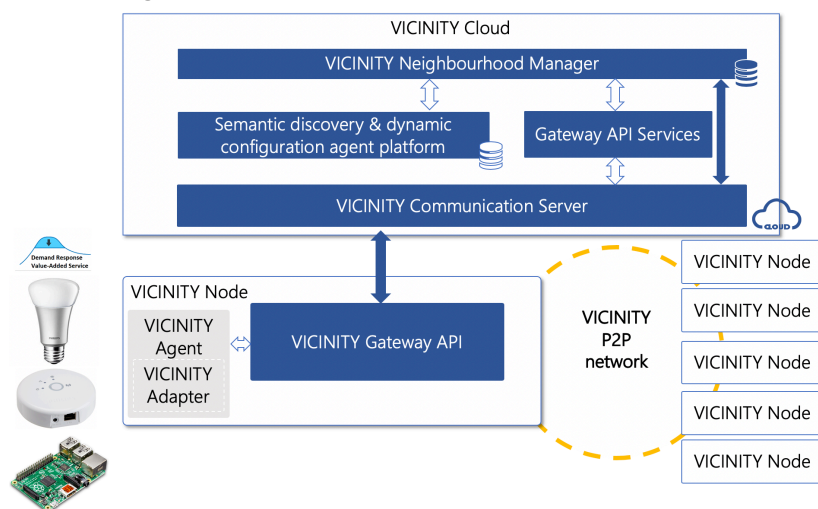 VICINITY Cloud
VICINITY Neighbourhood Manager
Semantic discovery & dynamic
configuration agent platform
Gateway API Services
VICINITY Communication Server
CLOUD
Demand Response
Value-Added Service
VICINITY Node
VICINITY
Agent
VICINITY
Adapter
VICINITY Gateway API
VICINITY
P2P
network
VICINITY Node
VICINITY Node
VICINITY Node
VICINITY Node
VICINITY Node